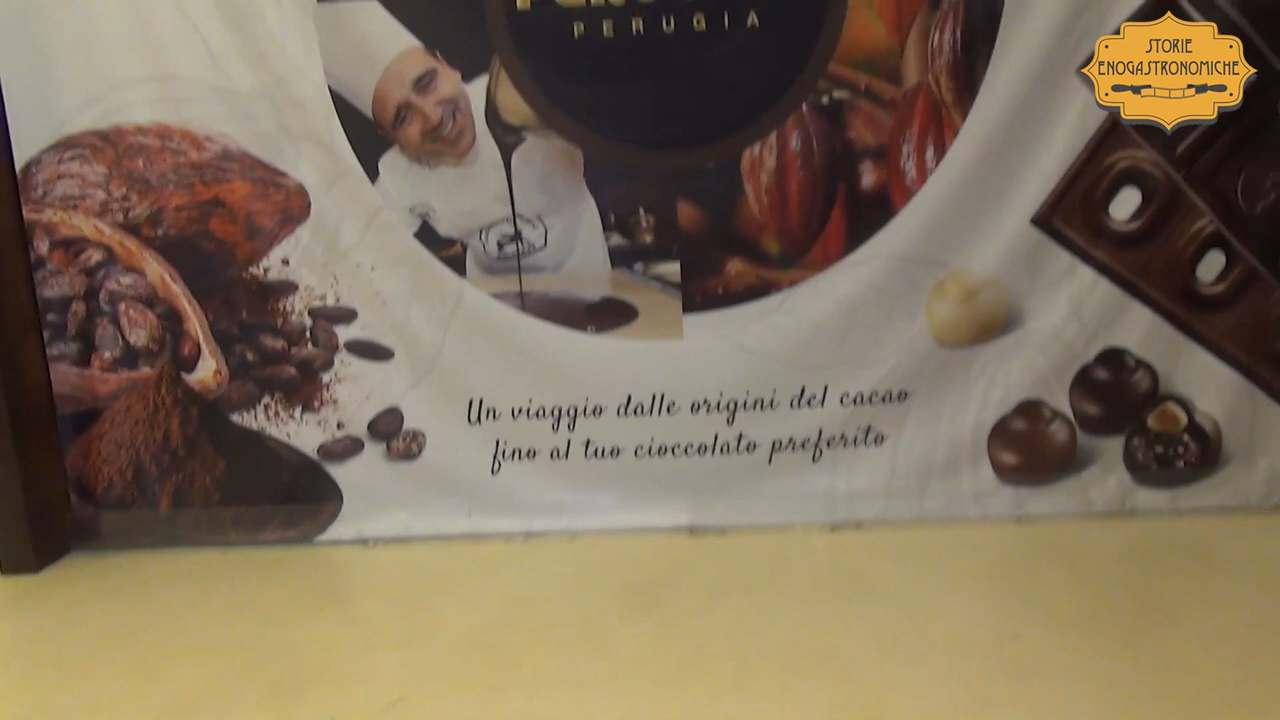 PERUGIA
STORIE
ENOGASTRONOMICHE
Un viaggio dalle origini del cacao
fino al tuo cioccolato preferito